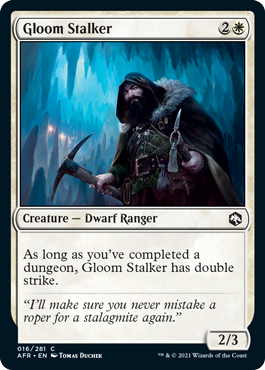 Gloom Stalker 2
Creature — Dwarf Ranger
As long as you've completed a
dungeon, Gloom Stalker has double
strike.
“I'll make sure you never mistake a
roper for a stalagmite again.”
2/3
016/281 C
AFR • EN TOMAS DUCHEK
™ & © 2021 Wizards of the Coast